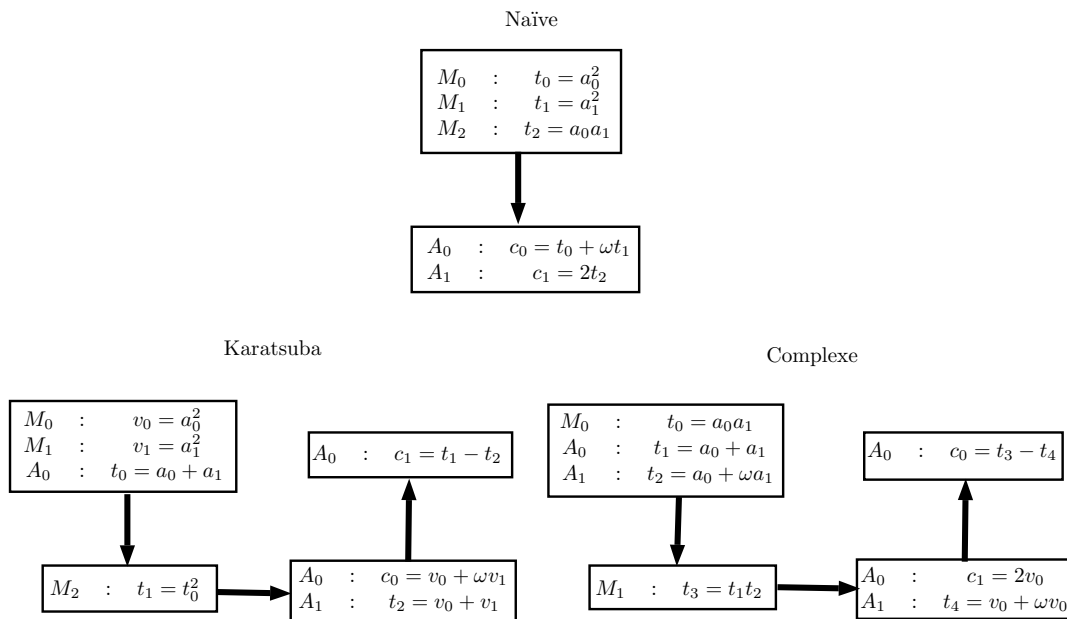 Naïve
M₀ : t₀ = a₀²
M₁ : t₁ = a₁²
M₂ : t₂ = a₀a₁
A₀ : c₀ = t₀ + ωt₁
A₁ : c₁ = 2t₂
Karatsuba
M₀ : v₀ = a₀²
M₁ : v₁ = a₁²
A₀ : t₀ = a₀ + a₁
A₀ : c₁ = t₁ − t₂
M₂ : t₁ = t₀²
A₀ : c₀ = v₀ + ωv₁
A₁ : t₂ = v₀ + v₁
Complexe
M₀ : t₀ = a₀a₁
A₀ : t₁ = a₀ + a₁
A₁ : t₂ = a₀ + ωa₁
A₀ : c₀ = t₃ − t₄
M₁ : t₃ = t₁t₂
A₀ : c₁ = 2v₀
A₁ : t₄ = v₀ + ωv₀